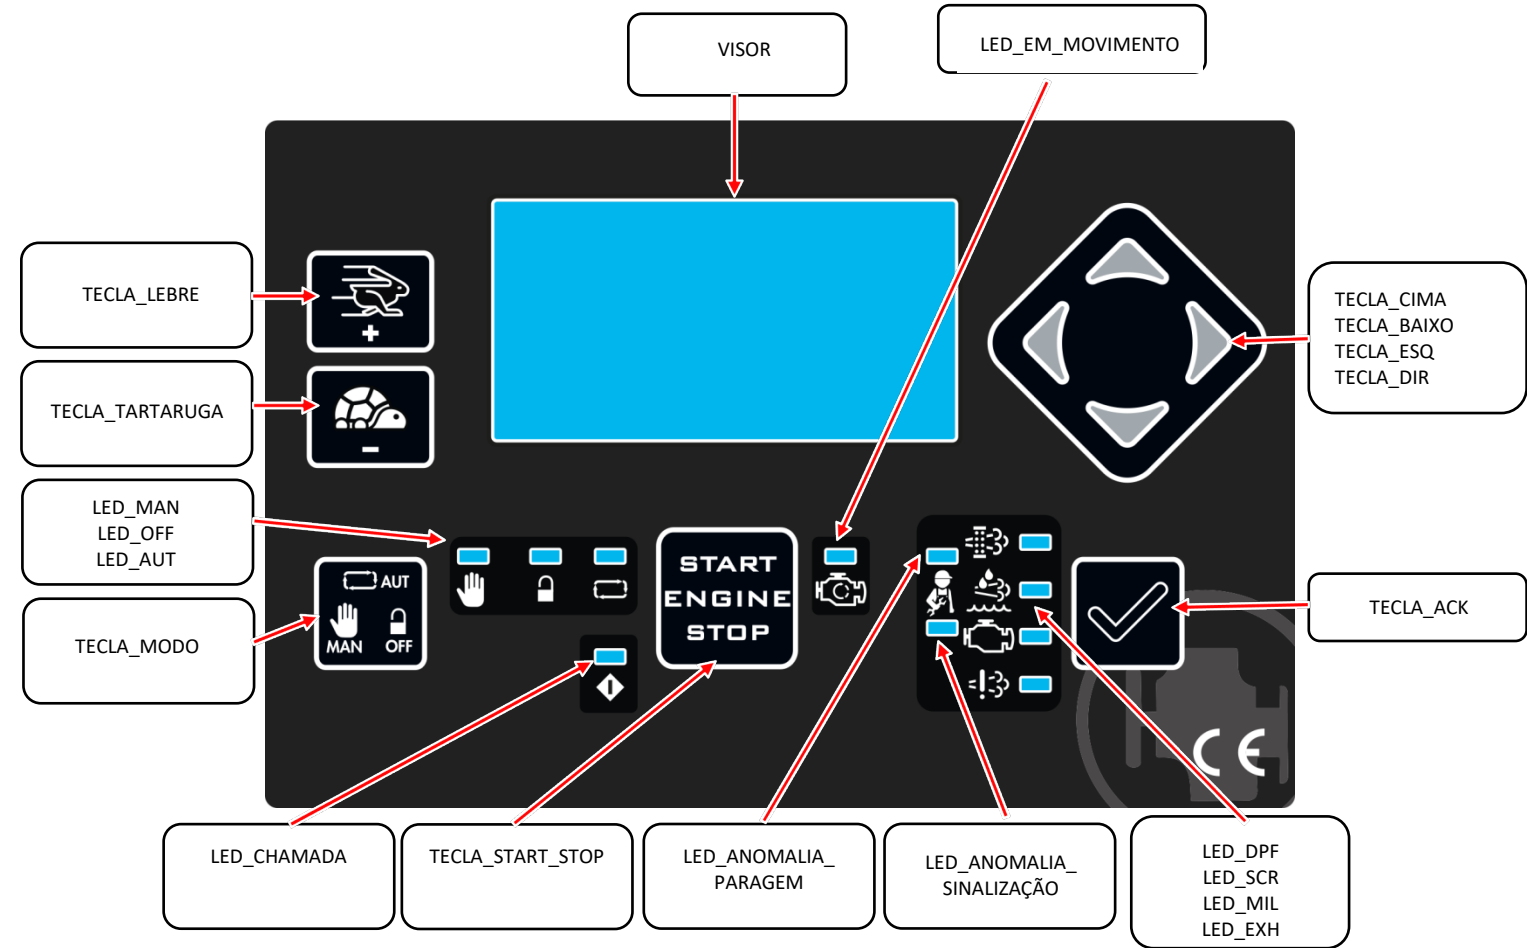 VISOR
LED_EM_MOVIMENTO
TECLA_LEBRE
+
TECLA_CIMA
TECLA_BAIXO
TECLA_ESQ
TECLA_DIR
TECLA_TARTARUGA
-
LED_MAN
LED_OFF
LED_AUT
TECLA_MODO
AUT
MAN OFF
START
ENGINE
STOP
TECLA_ACK
CE
LED_CHAMADA
TECLA_START_STOP
LED_ANOMALIA_
PARAGEM
LED_ANOMALIA_
SINALIZAÇÃO
LED_DPF
LED_SCR
LED_MIL
LED_EXH